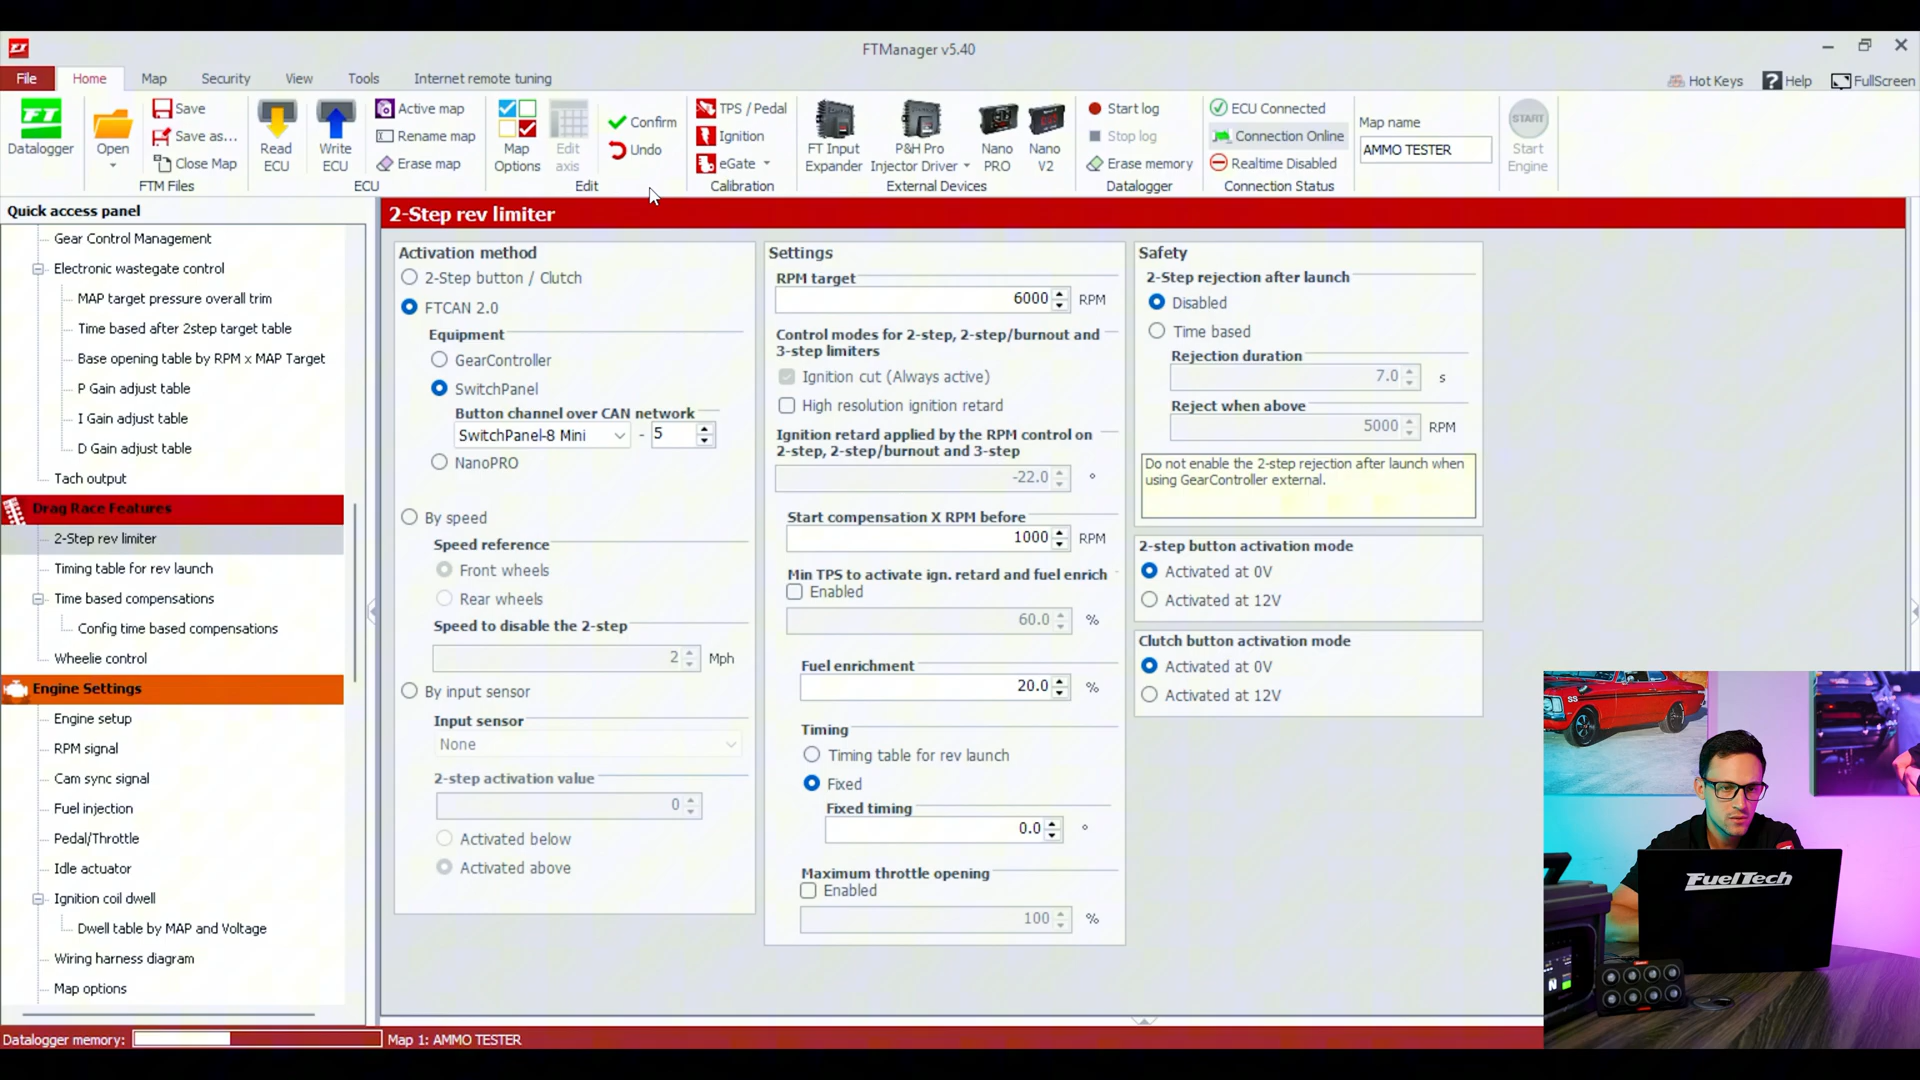 FTManager v5.40
File Home Map Security View Tools Internet remote tuning
Hot Keys Help FullScreen
FT
Datalogger
Open
Save
Save as...
Close Map
FTM Files
Read
ECU
Write
ECU
Active map
Rename map
Erase map
ECU
Map
Options
Edit
axis
Confirm
Undo
Edit
TPS / Pedal
Ignition
eGate
Calibration
FT Input
Expander
P&H Pro
Injector Driver
Nano
PRO
Nano
V2
External Devices
Start log
Stop log
Erase memory
Datalogger
ECU Connected
Connection Online
Realtime Disabled
Connection Status
Map name
AMMO TESTER
START
Start
Engine
Quick access panel
Gear Control Management
Electronic wastegate control
MAP target pressure overall trim
Time based after 2step target table
Base opening table by RPM x MAP Target
P Gain adjust table
I Gain adjust table
D Gain adjust table
Tach output
Drag Race Features
2-Step rev limiter
Timing table for rev launch
Time based compensations
Config time based compensations
Wheelie control
Engine Settings
Engine setup
RPM signal
Cam sync signal
Fuel injection
Pedal/Throttle
Idle actuator
Ignition coil dwell
Dwell table by MAP and Voltage
Wiring harness diagram
Map options
2-Step rev limiter
Activation method
2-Step button / Clutch
FTCAN 2.0
Equipment
GearController
SwitchPanel
Button channel over CAN network
SwitchPanel-8 Mini - 5
NanoPRO
By speed
Speed reference
Front wheels
Rear wheels
Speed to disable the 2-step
2 Mph
By input sensor
Input sensor
None
2-step activation value
0
Activated below
Activated above
Settings
RPM target
6000 RPM
Control modes for 2-step, 2-step/burnout and
3-step limiters
Ignition cut (Always active)
High resolution ignition retard
Ignition retard applied by the RPM control on
2-step, 2-step/burnout and 3-step
-22.0 °
Start compensation X RPM before
1000 RPM
Min TPS to activate ign. retard and fuel enrich
Enabled
60.0 %
Fuel enrichment
20.0 %
Timing
Timing table for rev launch
Fixed
Fixed timing
0.0 °
Maximum throttle opening
Enabled
100 %
Safety
2-Step rejection after launch
Disabled
Time based
Rejection duration
7.0 s
Reject when above
5000 RPM
Do not enable the 2-step rejection after launch when
using GearController external.
2-step button activation mode
Activated at 0V
Activated at 12V
Clutch button activation mode
Activated at 0V
Activated at 12V
SS
FuelTech
N
Datalogger memory:
Map 1: AMMO TESTER